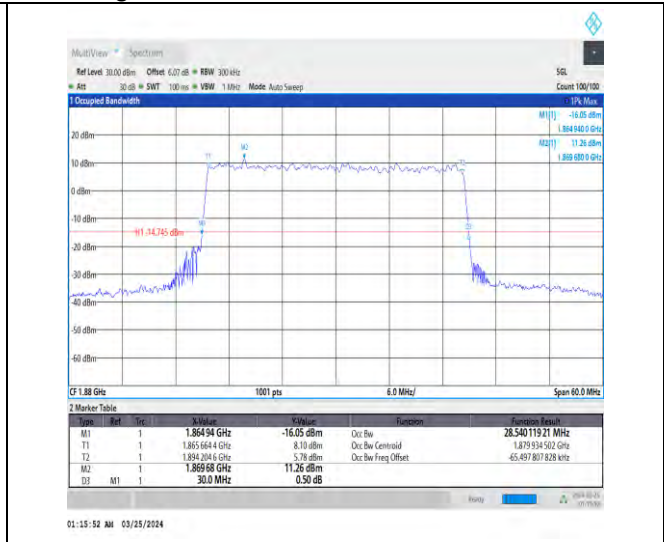 MultiView Spectrum
Ref Level 30.00 dBm Offset 6.07 dB RBW 300 kHz SGL
Att 30 dB SWT 100 ms VBW 1 MHz Mode Auto Sweep Count 100/100
1 Occupied Bandwidth 1Pk Max
M1[1] -16.05 dBm
1.864 940 0 GHz
M2[1] 11.26 dBm
1.869 680 0 GHz
20 dBm
M2
T1
T2
10 dBm
0 dBm
-10 dBm
M1
D3
H1 -14.745 dBm
-20 dBm
-30 dBm
-40 dBm
-50 dBm
-60 dBm
CF 1.88 GHz 1001 pts 6.0 MHz/ Span 60.0 MHz
2 Marker Table
Type Ref Trc X-Value Y-Value Function Function Result
M1 1 1.864 94 GHz -16.05 dBm Occ Bw 28.540 119 21 MHz
T1 1 1.865 664 4 GHz 8.10 dBm Occ Bw Centroid 1.879 934 502 GHz
T2 1 1.894 204 6 GHz 5.78 dBm Occ Bw Freq Offset -65.497 807 828 kHz
M2 1 1.869 68 GHz 11.26 dBm
D3 M1 1 30.0 MHz 0.50 dB
Ready
01:15:52 AM 03/25/2024